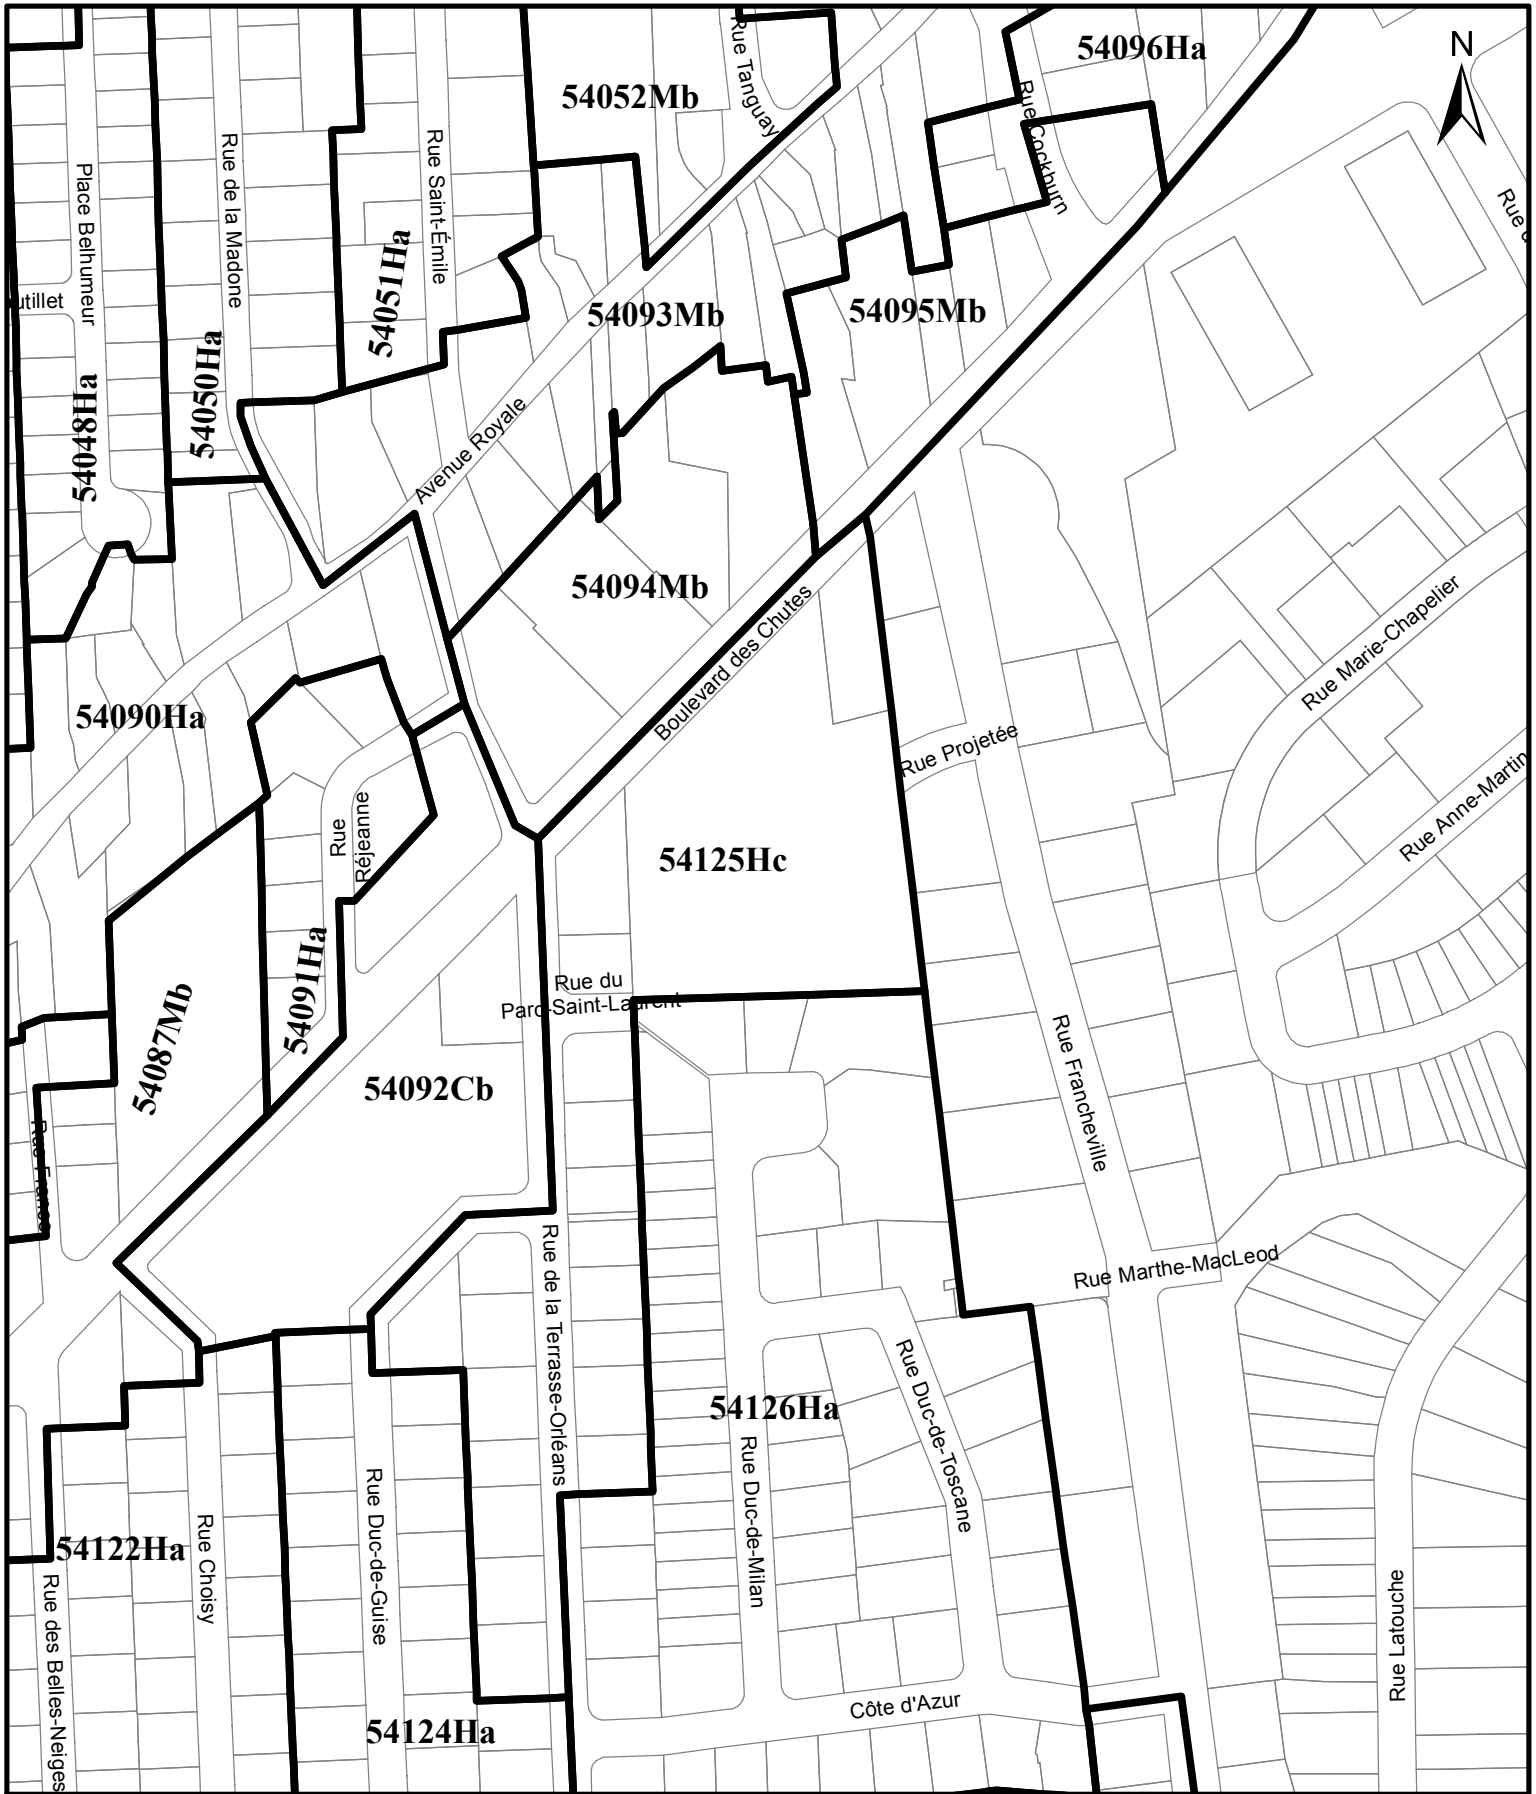 54096Ha
N
54052Mb
Rue Tanguay
Rue Cockburn
Rue de la Madone
Rue Saint-Émile
Place Belhumeur
54051Ha
utillet
54093Mb
54095Mb
54050Ha
54048Ha
Avenue Royale
54094Mb
Boulevard des Chutes
Rue Marie-Chapelier
54090Ha
Rue Projetée
Rue Anne-Martin
Rue
Réjeanne
54125Hc
54091Ha
Rue du
Parc-Saint-Laurent
54087Mb
54092Cb
Rue Francheville
Rue France
Rue de la Terrasse-Orléans
Rue Marthe-MacLeod
54126Ha
Rue Duc-de-Toscane
Rue Duc-de-Milan
54122Ha
Rue Choisy
Rue Duc-de-Guise
Rue des Belles-Neiges
Rue Latouche
Côte d'Azur
54124Ha